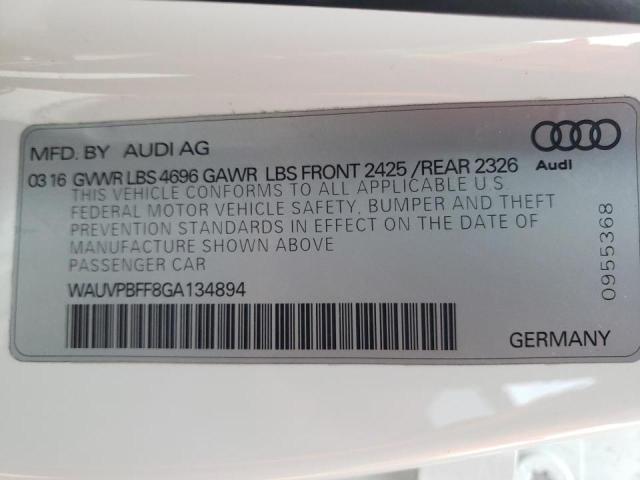 MFD. BY AUDI AG
Audi
03 16 GVWR LBS 4696 GAWR LBS FRONT 2425 /REAR 2326
THIS VEHICLE CONFORMS TO ALL APPLICABLE U.S.
FEDERAL MOTOR VEHICLE SAFETY, BUMPER AND THEFT
PREVENTION STANDARDS IN EFFECT ON THE DATE OF
MANUFACTURE SHOWN ABOVE
PASSENGER CAR
WAUVPBFF8GA134894
GERMANY
0955368